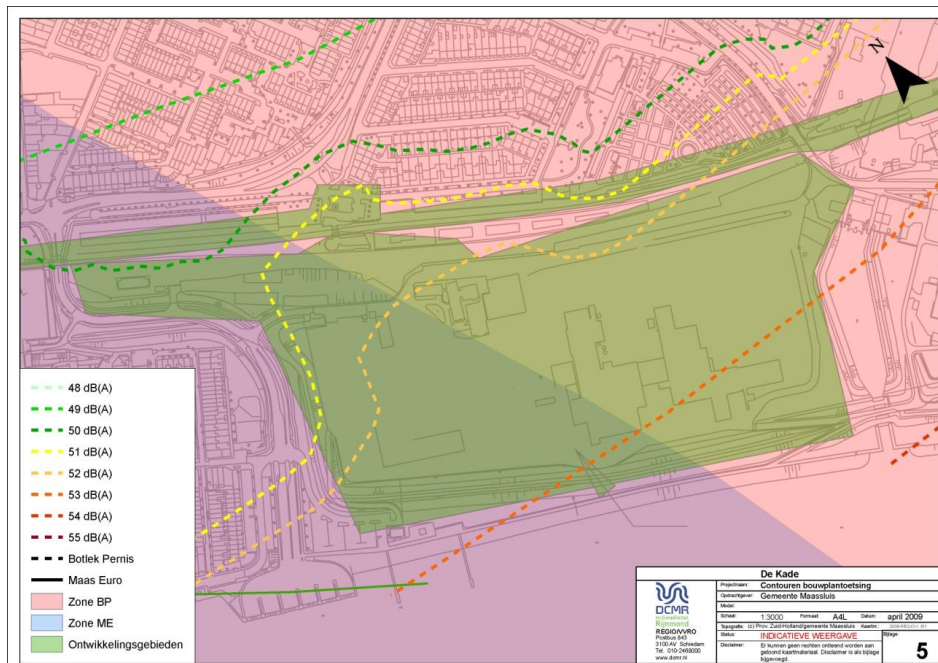 N
48 dB(A)
49 dB(A)
50 dB(A)
51 dB(A)
52 dB(A)
53 dB(A)
54 dB(A)
55 dB(A)
Botlek Pernis
Maas Euro
Zone BP
Zone ME
Ontwikkelingsgebieden
DCMR
milieudienst
Rijnmond
REGIO/VRO
Postbus 843
3100 AV Schiedam
Tel. 010-2468000
www.dcmr.nl
De Kade
Projectnaam: Contouren bouwplantoetsing
Opdrachtgever: Gemeente Maassluis
Model:
Schaal: 1:3000 Formaat: A4L Datum: april 2009
Topografie: (c) Prov. Zuid-Holland/gemeente Maassluis Kaartnr.:
Status: INDICATIEVE WEERGAVE Bijlage:
Disclaimer: Er kunnen geen rechten ontleend worden aan
getoond kaartmateriaal. Disclaimer is als bijlage
bijgevoegd.
5